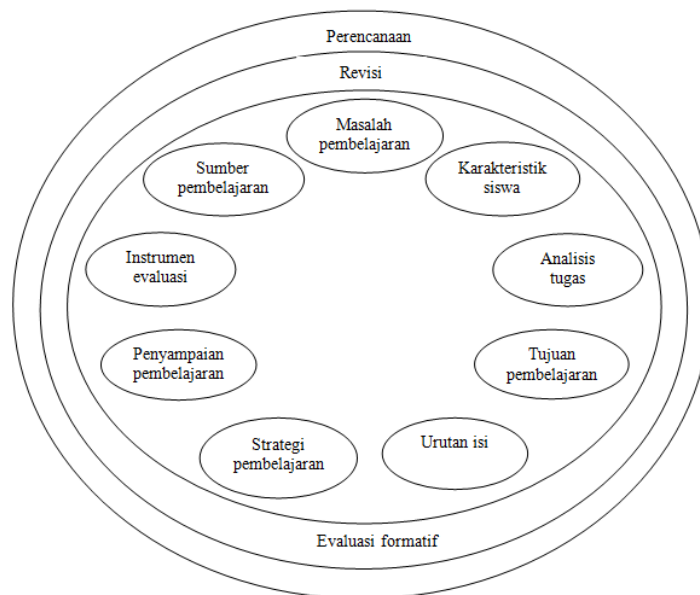 Perencanaan
Revisi
Masalah
pembelajaran
Sumber
pembelajaran
Karakteristik
siswa
Instrumen
evaluasi
Analisis
tugas
Penyampaian
pembelajaran
Tujuan
pembelajaran
Strategi
pembelajaran
Urutan isi
Evaluasi formatif